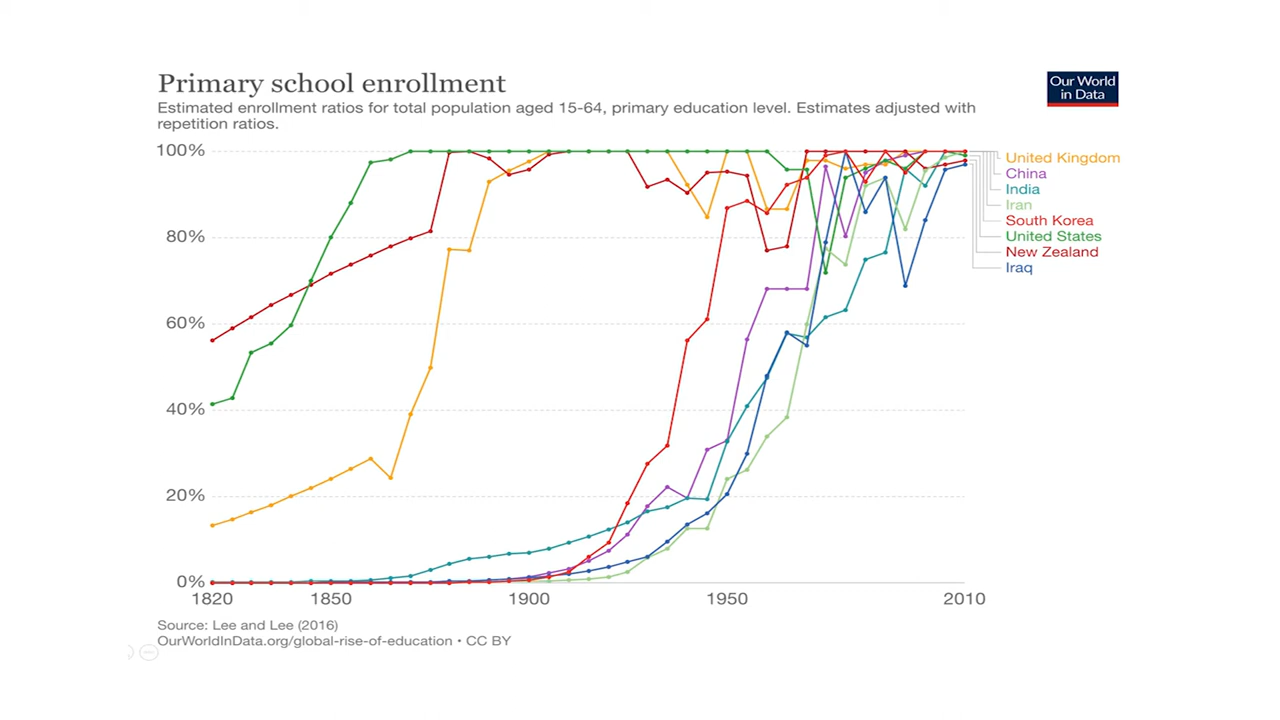 Primary school enrollment
Our World
in Data
Estimated enrollment ratios for total population aged 15-64, primary education level. Estimates adjusted with
repetition ratios.
100%
80%
60%
40%
20%
0%
United Kingdom
China
India
Iran
South Korea
United States
New Zealand
Iraq
1820
1850
1900
1950
2010
Source: Lee and Lee (2016)
OurWorldInData.org/global-rise-of-education • CC BY